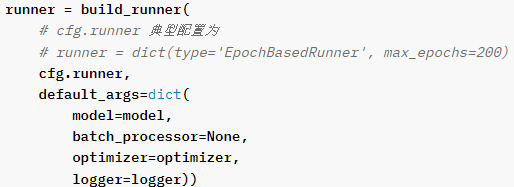 runner = build_runner(
    # cfg.runner 典型配置为
    # runner = dict(type='EpochBasedRunner', max_epochs=200)
    cfg.runner,
    default_args=dict(
        model=model,
        batch_processor=None,
        optimizer=optimizer,
        logger=logger))